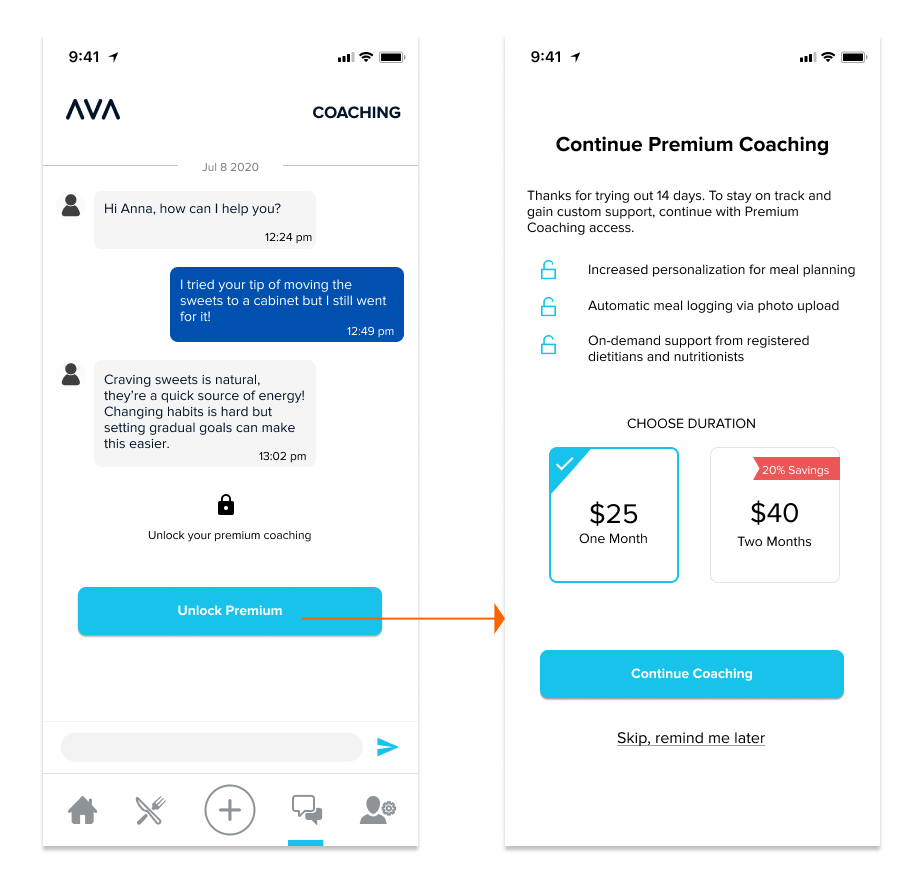 9:41
AVA
COACHING
Jul 8 2020
Hi Anna, how can I help you?
12:24 pm
I tried your tip of moving the
sweets to a cabinet but I still went
for it!
12:49 pm
Craving sweets is natural,
they're a quick source of energy!
Changing habits is hard but
setting gradual goals can make
this easier.
13:02 pm
Unlock your premium coaching
Unlock Premium
9:41
Continue Premium Coaching
Thanks for trying out 14 days. To stay on track and
gain custom support, continue with Premium
Coaching access.
Increased personalization for meal planning
Automatic meal logging via photo upload
On-demand support from registered
dietitians and nutritionists
CHOOSE DURATION
$25
One Month
20% Savings
$40
Two Months
Continue Coaching
Skip, remind me later